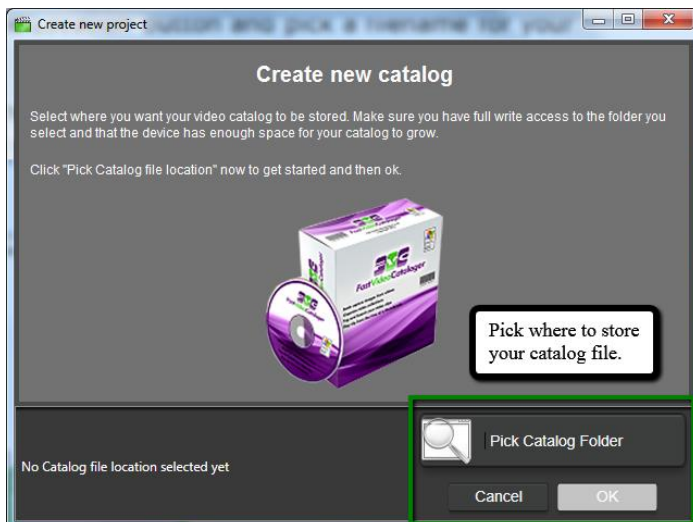 Create new project
Create new catalog
Select where you want your video catalog to be stored. Make sure you have full write access to the folder you
select and that the device has enough space for your catalog to grow.
Click "Pick Catalog file location" now to get started and then ok.
FastVideoCataloger
Pick where to store
your catalog file.
No Catalog file location selected yet
Pick Catalog Folder
Cancel
OK